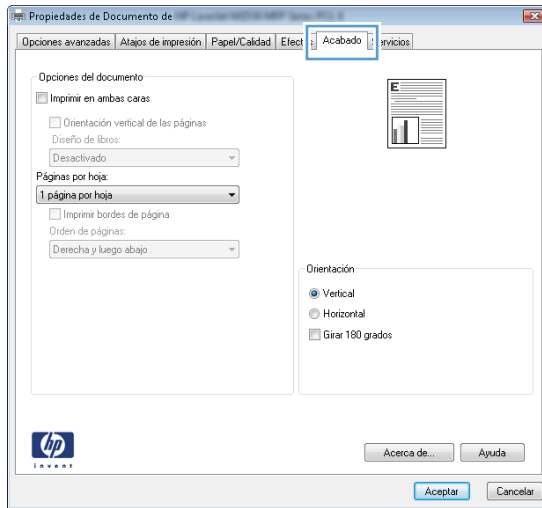 Propiedades de Documento de
Opciones avanzadas Atajos de impresión Papel/Calidad Acabado
Opciones del documento
Imprimir en ambas caras
Orientación vertical de las páginas
Diseño de libros:
Desactivado
Páginas por hoja:
1 página por hoja
Imprimir bordes de página
Orden de páginas:
Derecha y luego abajo
E
Orientación
Vertical
Horizontal
Girar 180 grados
hp
invent
Acerca de... Ayuda
Aceptar Cancelar